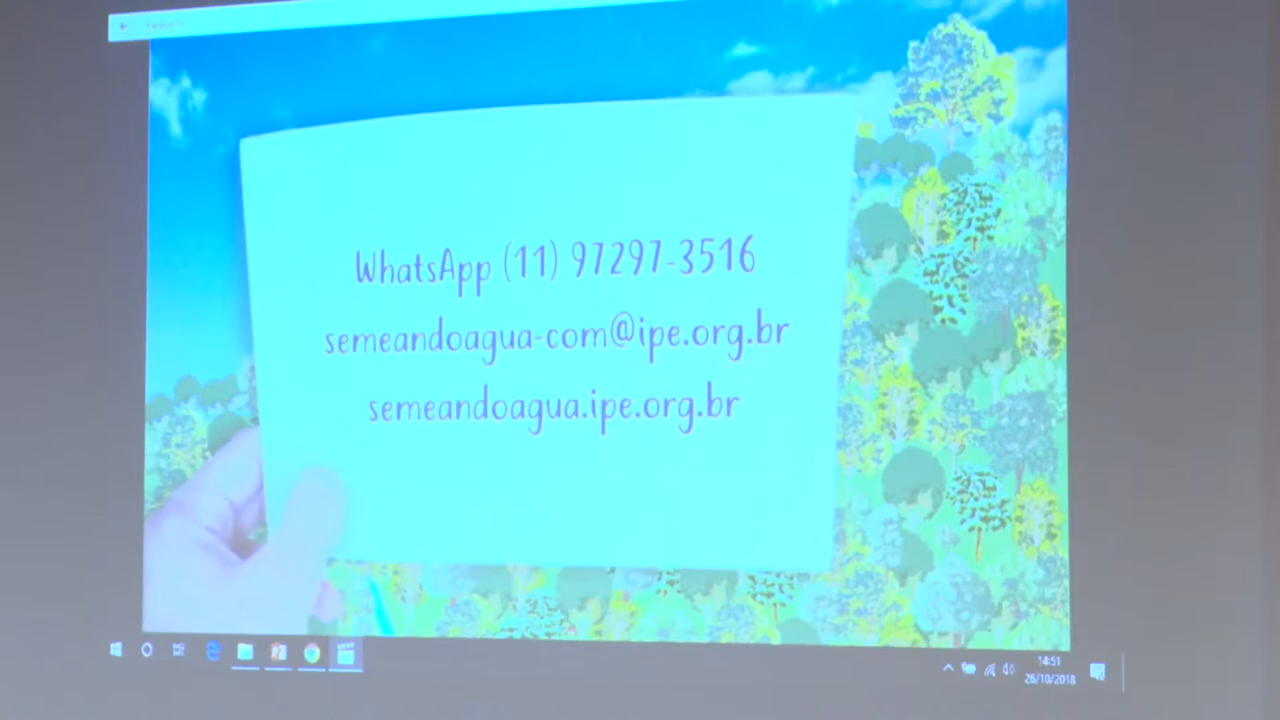 WhatsApp (11) 97297-3516
semeandoagua-com@ipe.org.br
semeandoagua.ipe.org.br
14:51
26/10/2018